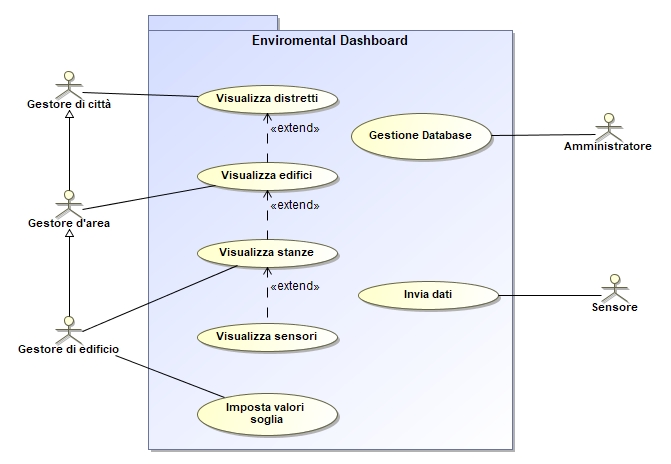 Enviromental Dashboard
Gestore di città
Visualizza distretti
«extend»
Gestione Database
Amministratore
Gestore d'area
Visualizza edifici
«extend»
Visualizza stanze
«extend»
Invia dati
Sensore
Gestore di edificio
Visualizza sensori
Imposta valori
soglia